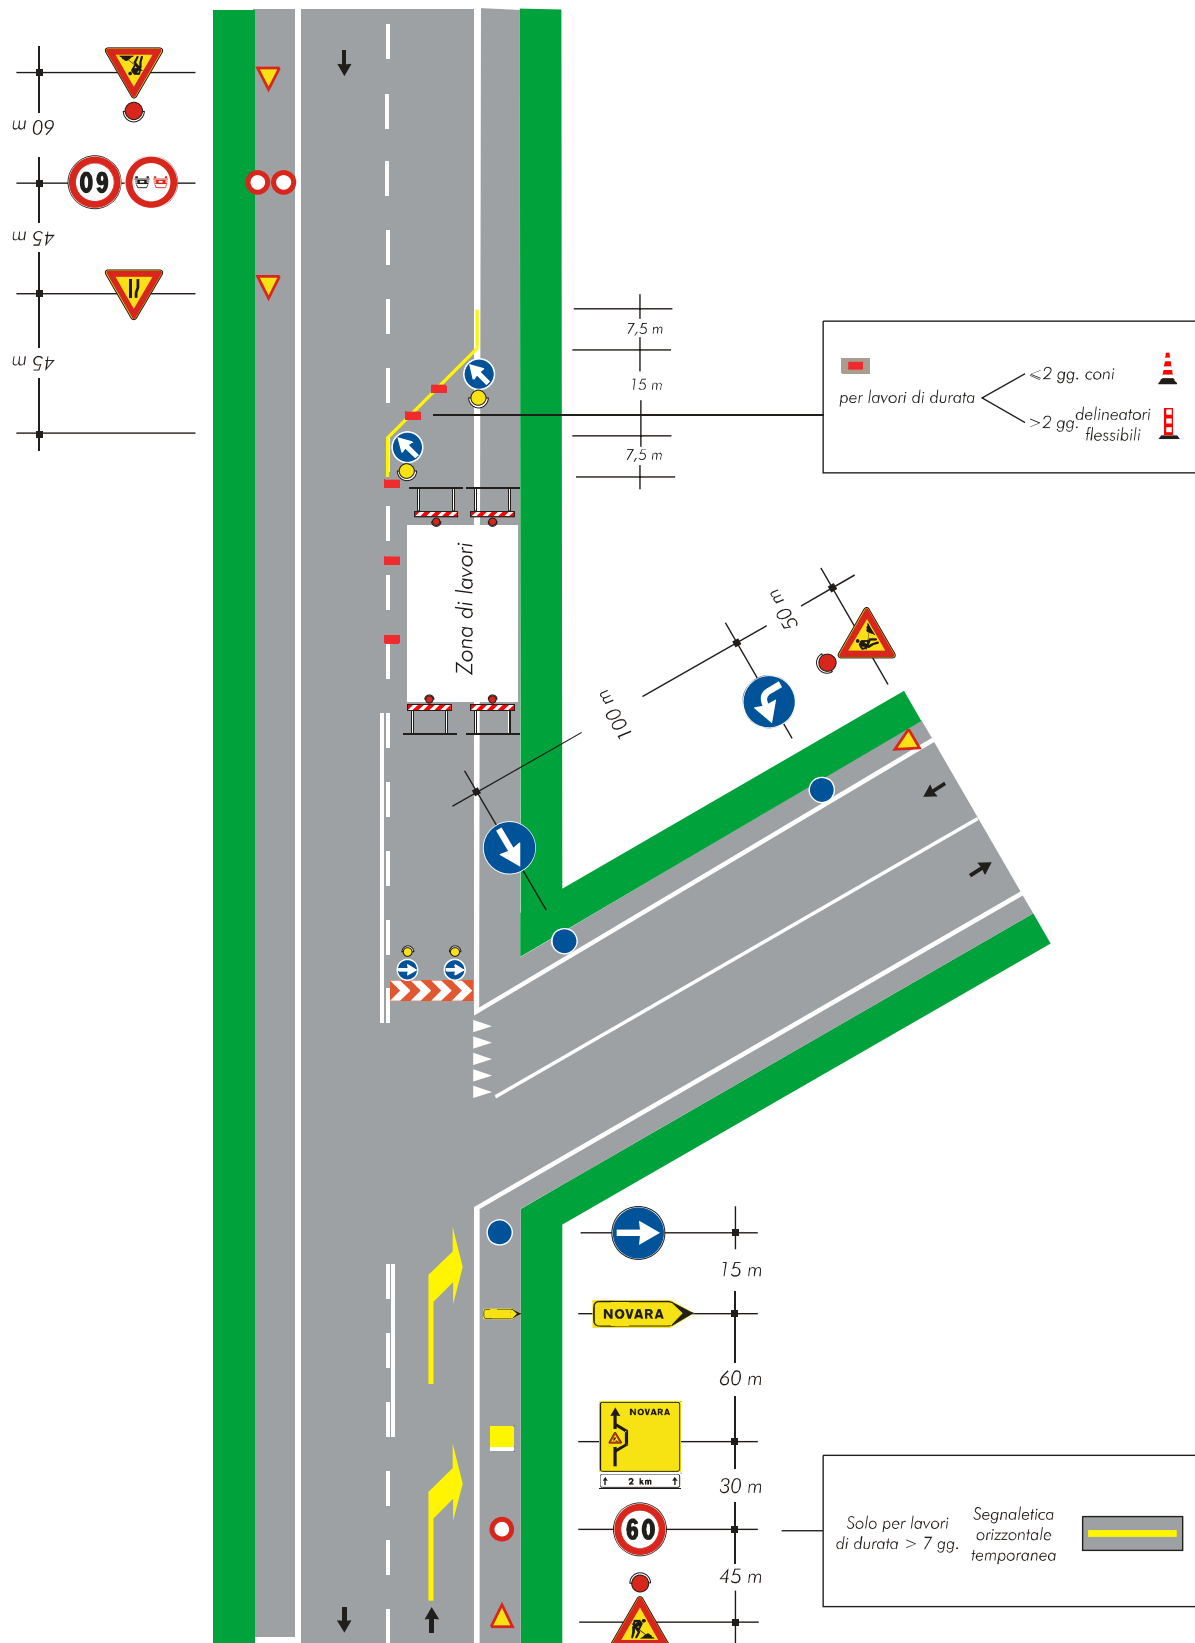 60 m
60
45 m
45 m
7,5 m
15 m
7,5 m
per lavori di durata
≤2 gg. coni
>2 gg. delineatori
flessibili
Zona di lavori
50 m
100 m
15 m
NOVARA
60 m
NOVARA
2 km
30 m
60
45 m
Solo per lavori
di durata > 7 gg.
Segnaletica
orizzontale
temporanea